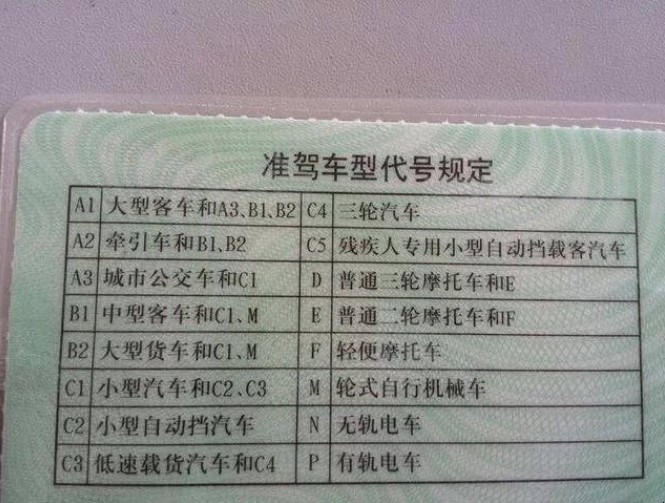 准驾车型代号规定
A1 大型客车和A3、B1、B2 C4 三轮汽车
A2 牵引车和B1、B2 C5 残疾人专用小型自动挡载客汽车
A3 城市公交车和C1 D 普通三轮摩托车和E
B1 中型客车和C1、M E 普通二轮摩托车和F
B2 大型货车和C1、M F 轻便摩托车
C1 小型汽车和C2、C3 M 轮式自行机械车
C2 小型自动挡汽车 N 无轨电车
C3 低速载货汽车和C4 P 有轨电车